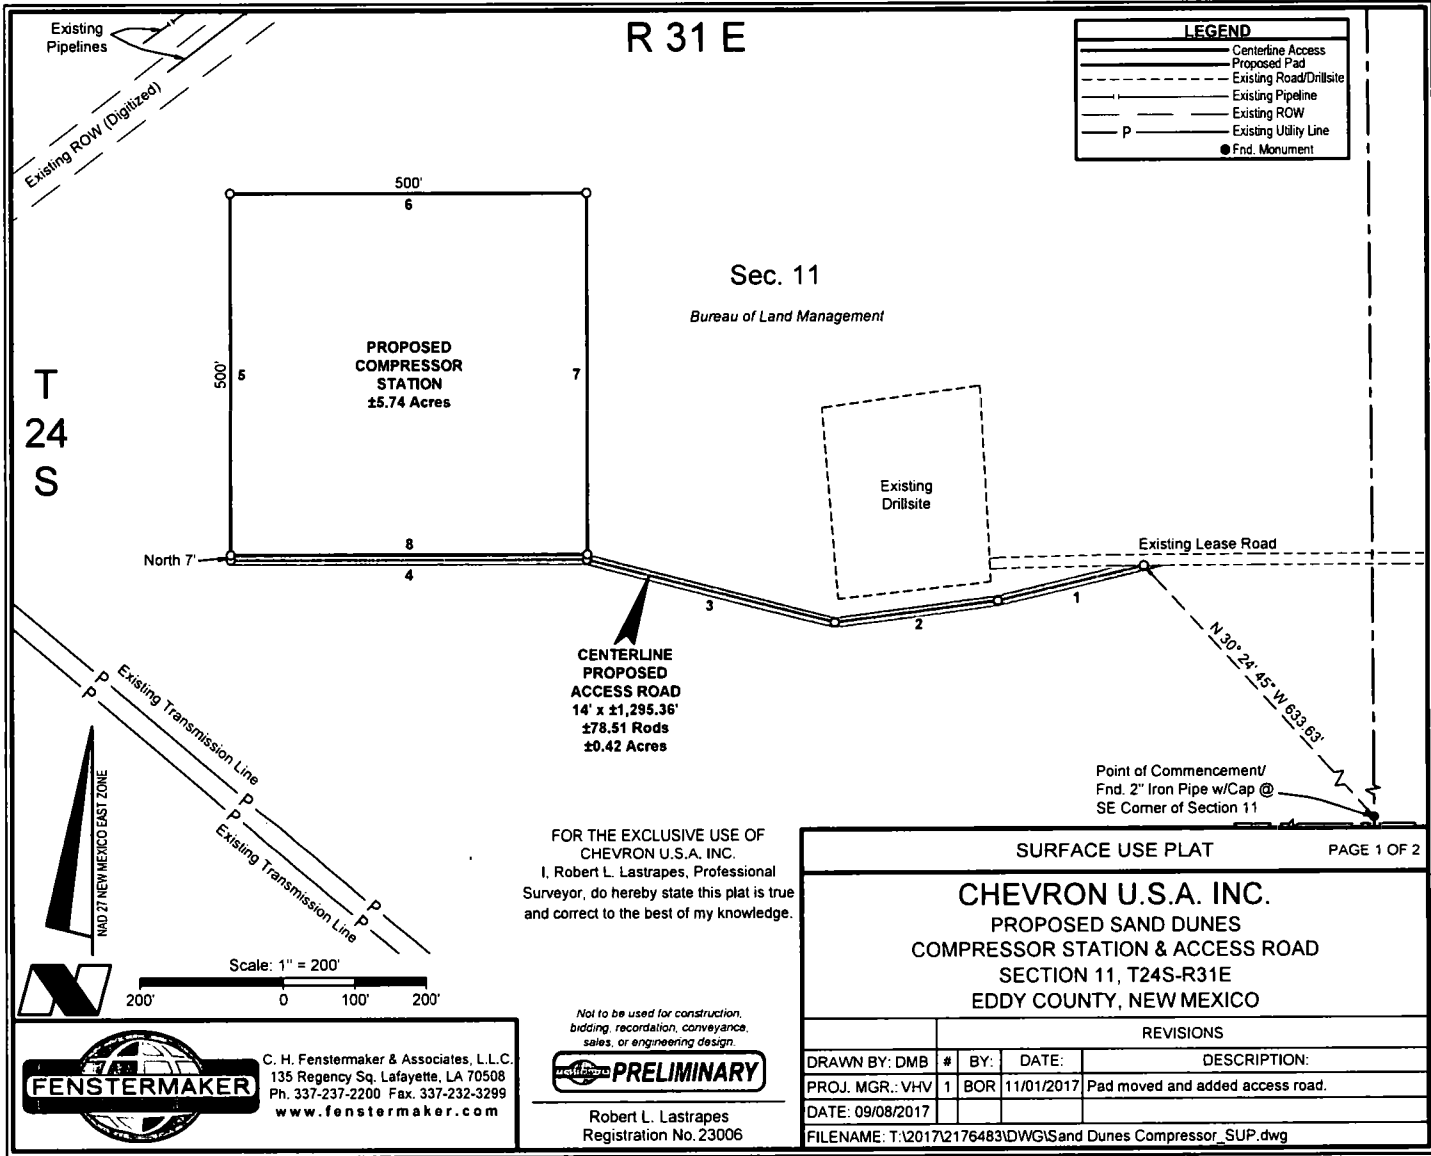 Existing
Pipelines
Existing ROW (Digitized)
R 31 E
LEGEND
Centerline Access
Proposed Pad
Existing Road/Drillsite
Existing Pipeline
Existing ROW
P Existing Utility Line
Fnd. Monument
500'
6
500'
5
7
PROPOSED
COMPRESSOR
STATION
±5.74 Acres
Sec. 11
Bureau of Land Management
T
24
S
Existing
Drillsite
North 7'
8
4
Existing Lease Road
3
2
1
CENTERLINE
PROPOSED
ACCESS ROAD
14' x ±1,295.36'
±78.51 Rods
±0.42 Acres
N 30° 24' 45" W 633.63'
Point of Commencement/
Fnd. 2" Iron Pipe w/Cap @
SE Corner of Section 11
P
P
Existing Transmission Line
P
P
Existing Transmission Line
P
P
NAD 27 NEW MEXICO EAST ZONE
Scale: 1" = 200'
200' 0 100' 200'
FOR THE EXCLUSIVE USE OF
CHEVRON U.S.A. INC.
I, Robert L. Lastrapes, Professional
Surveyor, do hereby state this plat is true
and correct to the best of my knowledge.
Not to be used for construction,
bidding, recordation, conveyance,
sales, or engineering design.
PRELIMINARY
Robert L. Lastrapes
Registration No. 23006
FENSTERMAKER
C. H. Fenstermaker & Associates, L.L.C.
135 Regency Sq. Lafayette, LA 70508
Ph. 337-237-2200 Fax. 337-232-3299
www.fenstermaker.com
SURFACE USE PLAT PAGE 1 OF 2
CHEVRON U.S.A. INC.
PROPOSED SAND DUNES
COMPRESSOR STATION & ACCESS ROAD
SECTION 11, T24S-R31E
EDDY COUNTY, NEW MEXICO
REVISIONS
DRAWN BY: DMB # BY: DATE: DESCRIPTION:
PROJ. MGR.: VHV 1 BOR 11/01/2017 Pad moved and added access road.
DATE: 09/08/2017
FILENAME: T:\2017\2176483\DWG\Sand Dunes Compressor_SUP.dwg